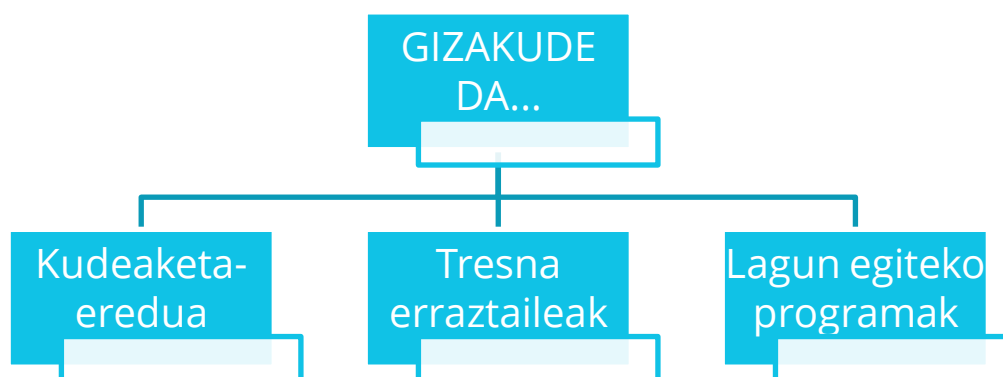 GIZAKUDE
DA...
Kudeaketa-
eredua
Tresna
erraztaileak
Lagun egiteko
programak